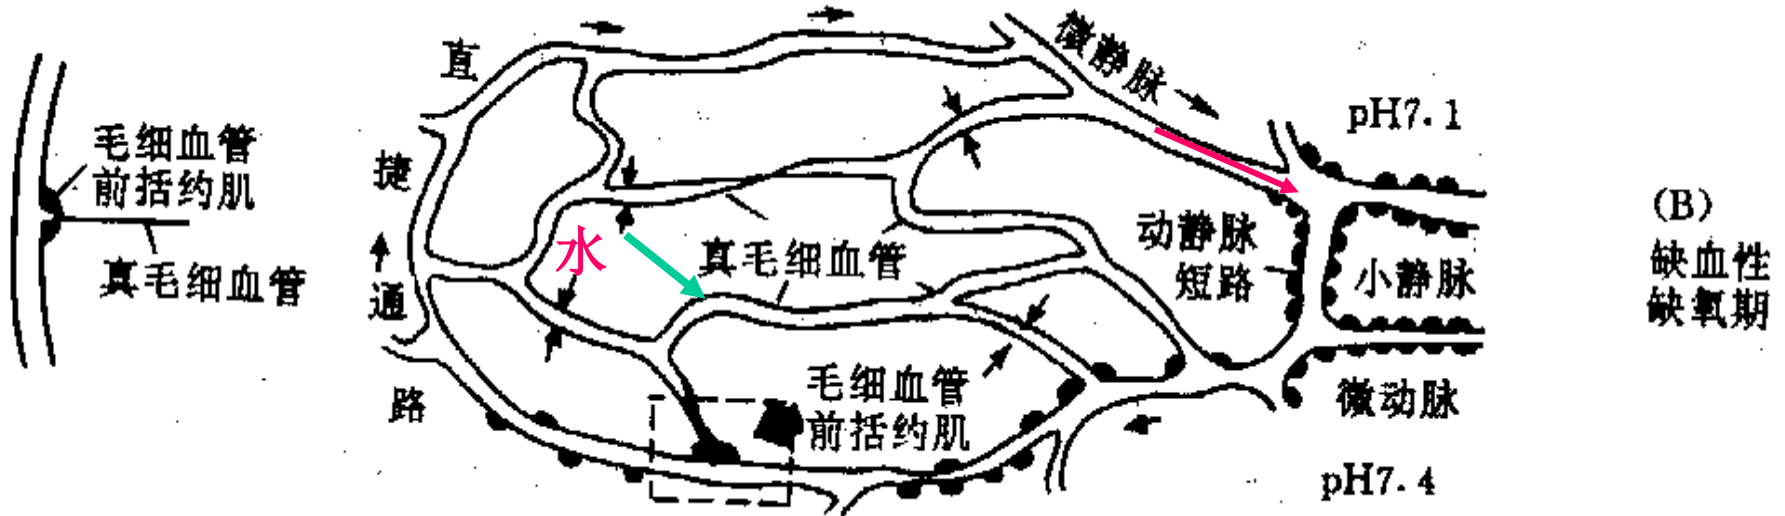 毛细血管
前括约肌
真毛细血管
直
捷
通
路
水
真毛细血管
毛细血管
前括约肌
微静脉
pH7.1
动静脉
短路
小静脉
微动脉
pH7.4
(B)
缺血性
缺氧期